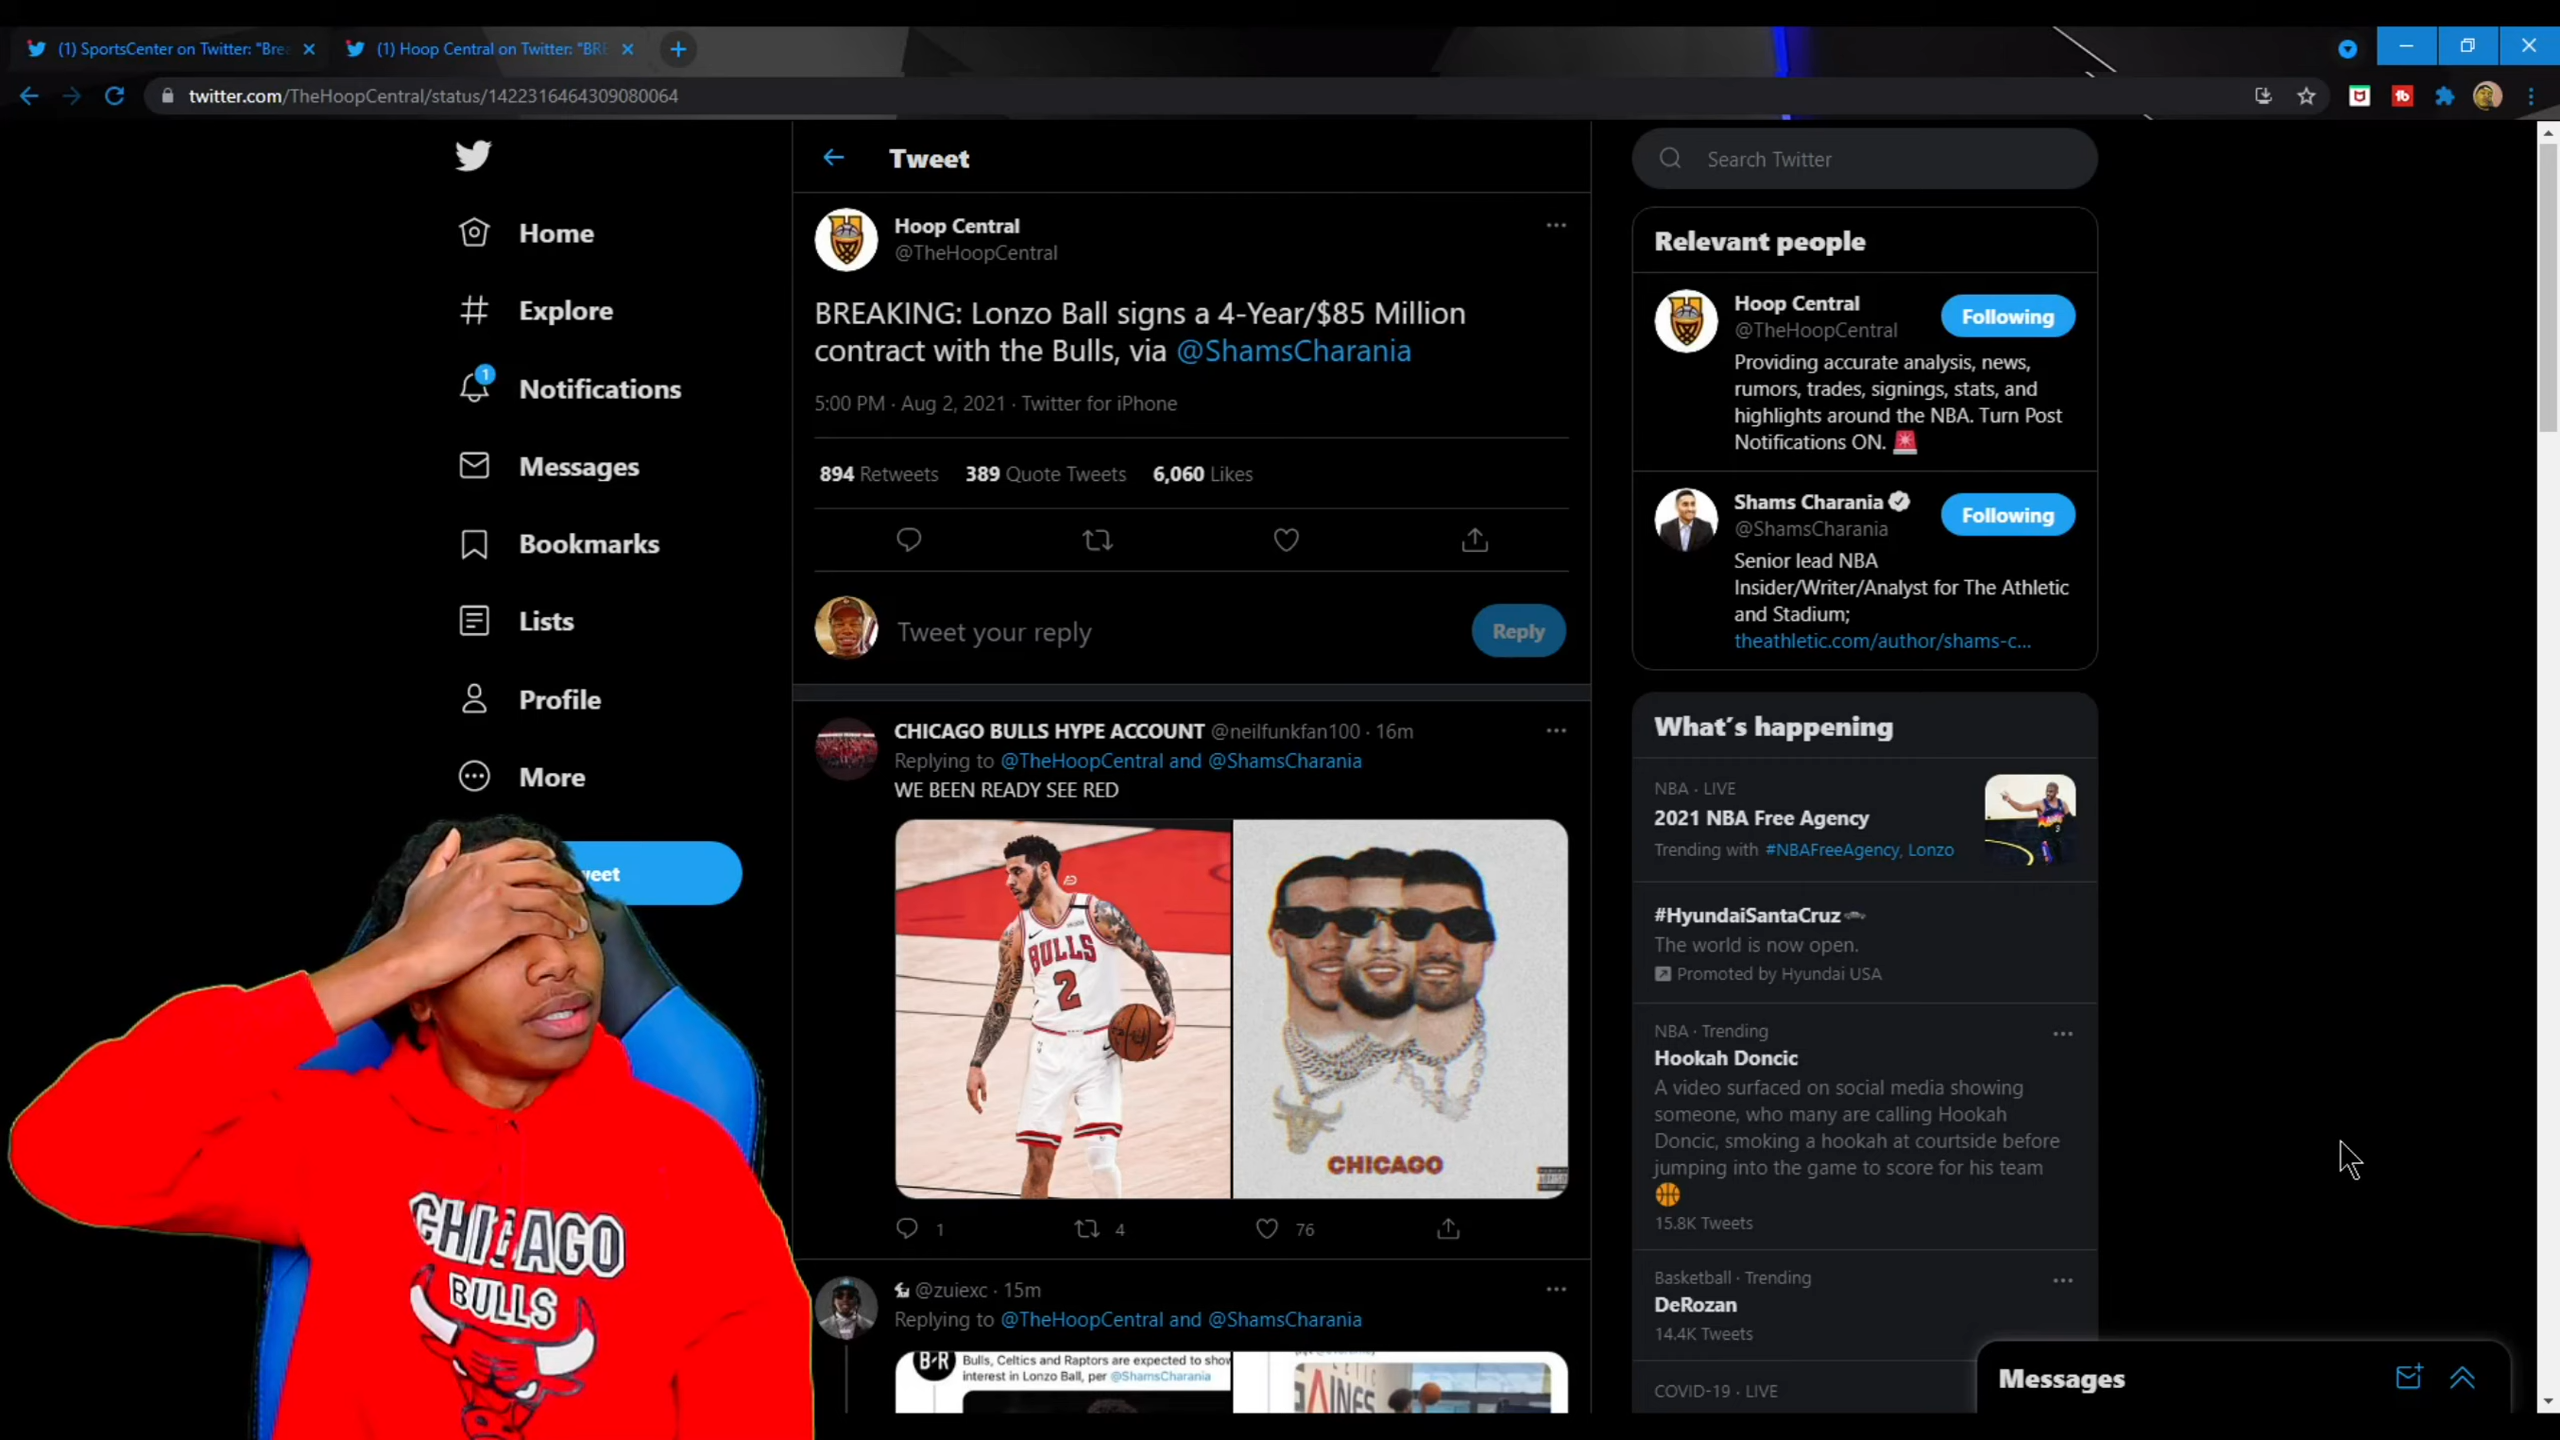 (1) SportsCenter on Twitter: "Brea
(1) Hoop Central on Twitter: "BRE
twitter.com/TheHoopCentral/status/1422316464309080064
Home
Explore
1
Notifications
Messages
Bookmarks
Lists
Profile
More
weet
Tweet
Hoop Central
@TheHoopCentral
BREAKING: Lonzo Ball signs a 4-Year/$85 Million
contract with the Bulls, via @ShamsCharania
5:00 PM · Aug 2, 2021 · Twitter for iPhone
894 Retweets 389 Quote Tweets 6,060 Likes
Tweet your reply
Reply
CHICAGO BULLS HYPE ACCOUNT @neilfunkfan100 · 16m
Replying to @TheHoopCentral and @ShamsCharania
WE BEEN READY SEE RED
BULLS
2
CHICAGO
1
4
76
@zuiexc · 15m
Replying to @TheHoopCentral and @ShamsCharania
B·R
Bulls, Celtics and Raptors are expected to show
interest in Lonzo Ball, per @ShamsCharania
AINES
Search Twitter
Relevant people
Hoop Central
@TheHoopCentral
Following
Providing accurate analysis, news,
rumors, trades, signings, stats, and
highlights around the NBA. Turn Post
Notifications ON.
Shams Charania
@ShamsCharania
Following
Senior lead NBA
Insider/Writer/Analyst for The Athletic
and Stadium;
theathletic.com/author/shams-c...
What's happening
NBA · LIVE
2021 NBA Free Agency
Trending with #NBAFreeAgency, Lonzo
#HyundaiSantaCruz
The world is now open.
Promoted by Hyundai USA
NBA · Trending
Hookah Doncic
A video surfaced on social media showing
someone, who many are calling Hookah
Doncic, smoking a hookah at courtside before
jumping into the game to score for his team
15.8K Tweets
Basketball · Trending
DeRozan
14.4K Tweets
COVID-19 · LIVE
Messages
CHICAGO
BULLS